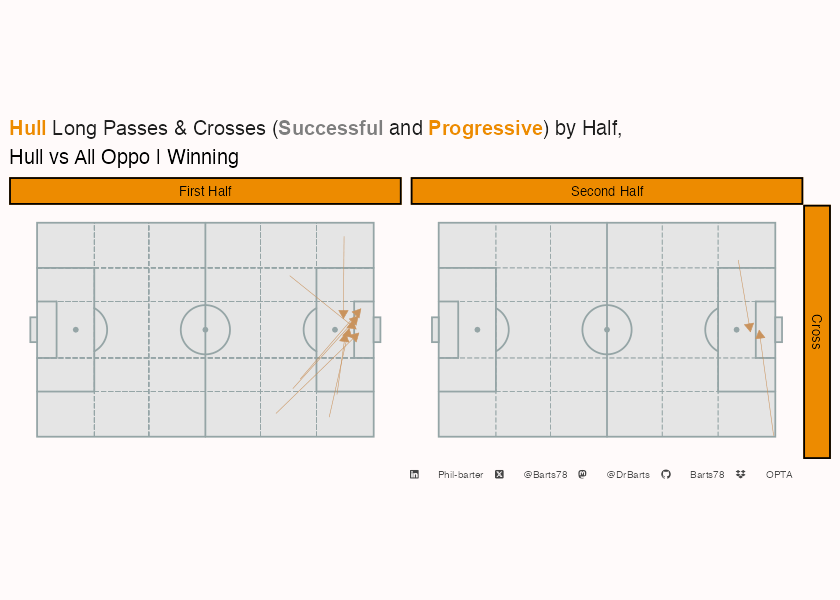 Hull Long Passes & Crosses (Successful and Progressive) by Half,
Hull vs All Oppo | Winning
First Half
Second Half
Cross
Phil-barter @Barts78 @DrBarts Barts78 OPTA